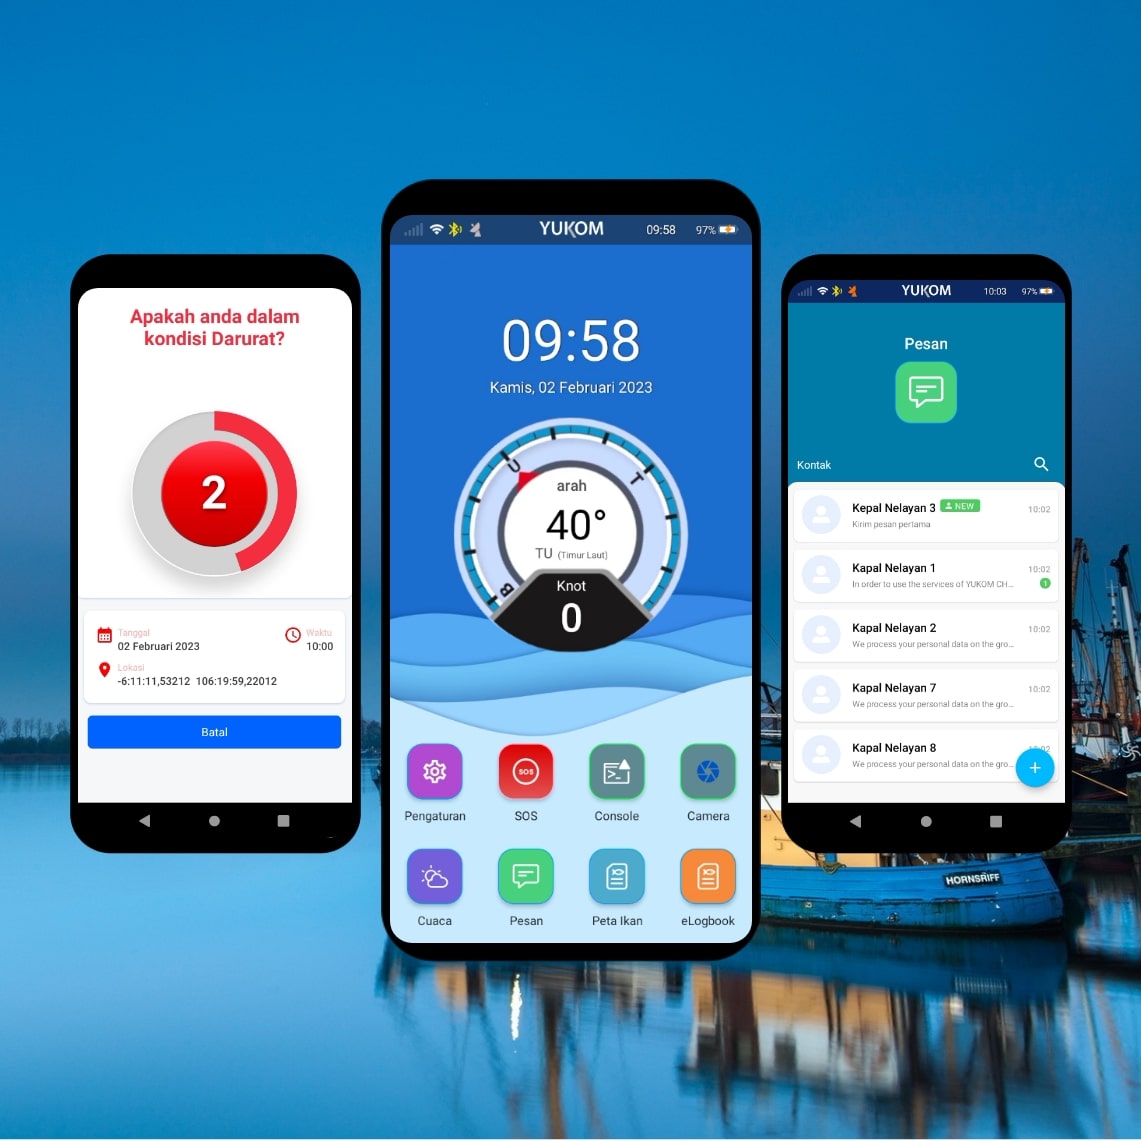 Apakah anda dalam
kondisi Darurat?
2
Tanggal
02 Februari 2023
Waktu
10:00
Lokasi
-6:11:11,53212 106:19:59,22012
Batal
YUKOM
09:58
97%
09:58
Kamis, 02 Februari 2023
U
T
B
arah
40°
TU (Timur Laut)
Knot
0
SOS
Pengaturan
SOS
Console
Camera
Cuaca
Pesan
Peta Ikan
eLogbook
YUKOM
10:03
97%
Pesan
Kontak
Kepal Nelayan 3
NEW
10:02
Kirim pesan pertama
Kapal Nelayan 1
10:02
In order to use the services of YUKOM CH...
1
Kapal Nelayan 2
10:02
We process your personal data on the gro...
Kapal Nelayan 7
10:02
We process your personal data on the gro...
Kapal Nelayan 8
10:02
We process your personal data on the gro...
+
HORNSRIFF